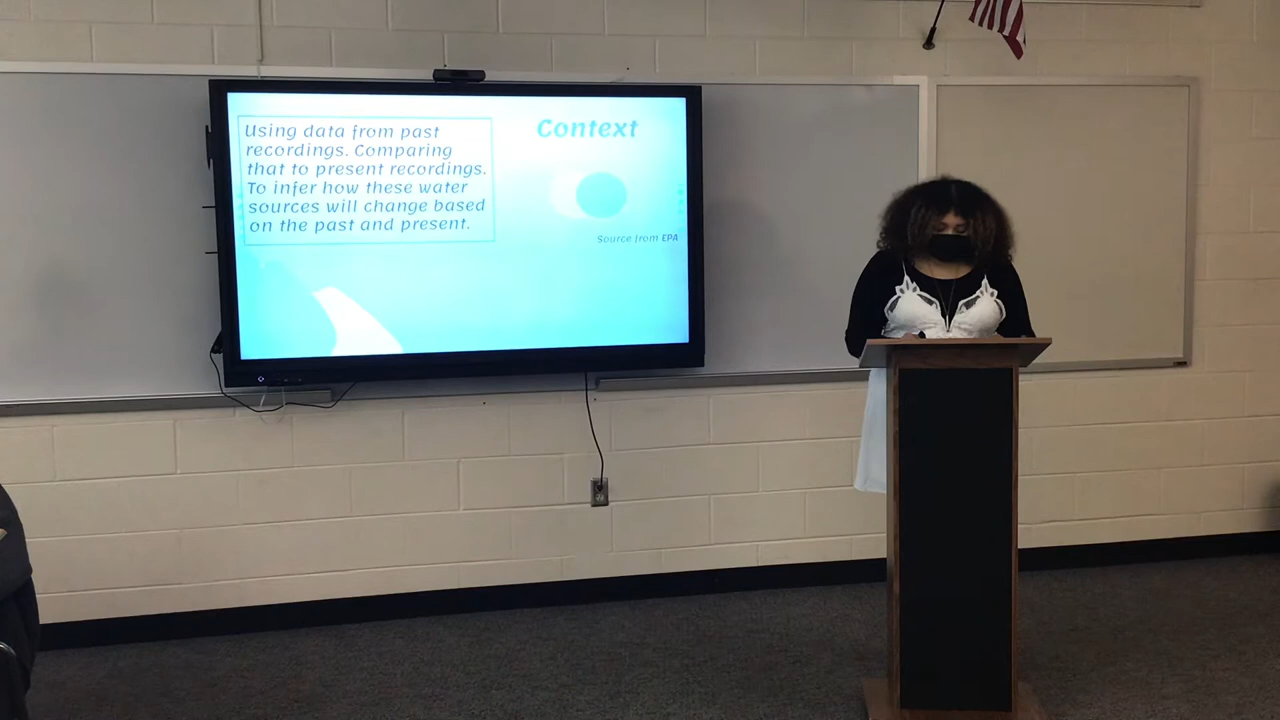 Using data from past
recordings. Comparing
that to present recordings.
To infer how these water
sources will change based
on the past and present.
Context
Source from EPA